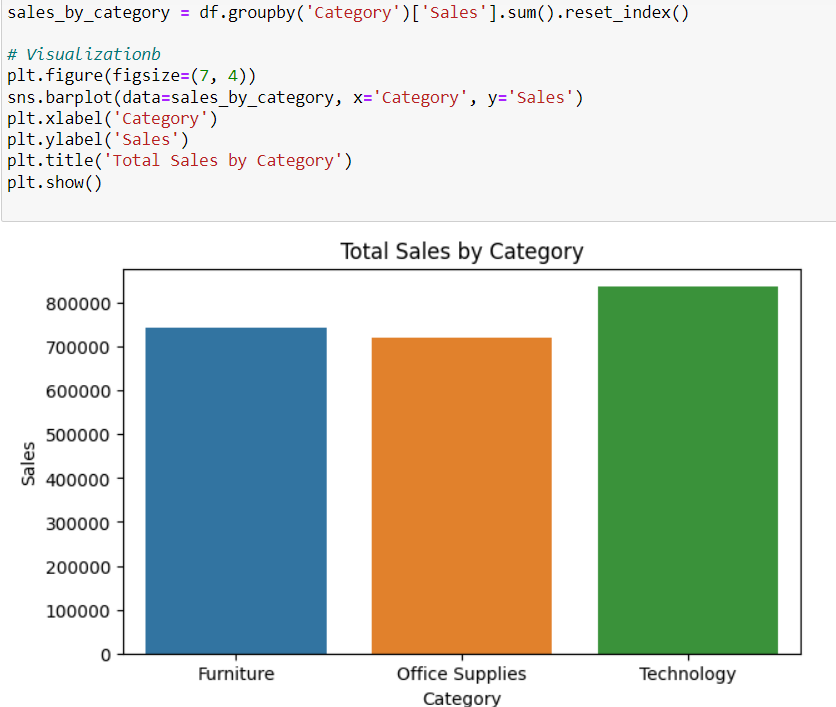 sales_by_category = df.groupby('Category')['Sales'].sum().reset_index()
# Visualizationb
plt.figure(figsize=(7, 4))
sns.barplot(data=sales_by_category, x='Category', y='Sales')
plt.xlabel('Category')
plt.ylabel('Sales')
plt.title('Total Sales by Category')
plt.show()
Total Sales by Category
800000
700000
600000
500000
400000
300000
200000
100000
0
Sales
Furniture Office Supplies Technology
Category